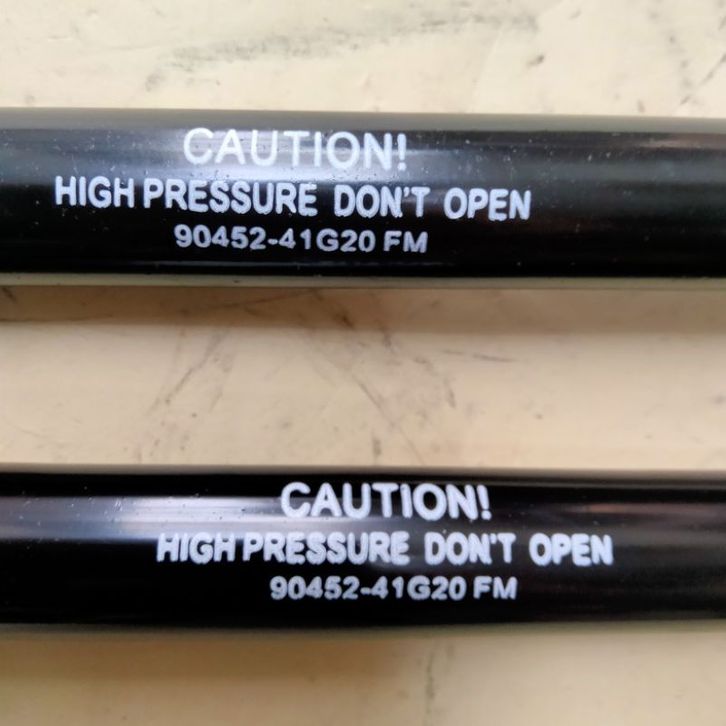 CAUTION!
HIGH PRESSURE DON'T OPEN
90452-41G20 FM
CAUTION!
HIGH PRESSURE DON'T OPEN
90452-41G20 FM